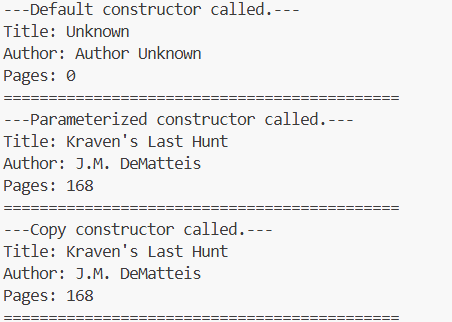 ---Default constructor called.---
Title: Unknown
Author: Author Unknown
Pages: 0
============================================
---Parameterized constructor called.---
Title: Kraven's Last Hunt
Author: J.M. DeMatteis
Pages: 168
============================================
---Copy constructor called.---
Title: Kraven's Last Hunt
Author: J.M. DeMatteis
Pages: 168
============================================